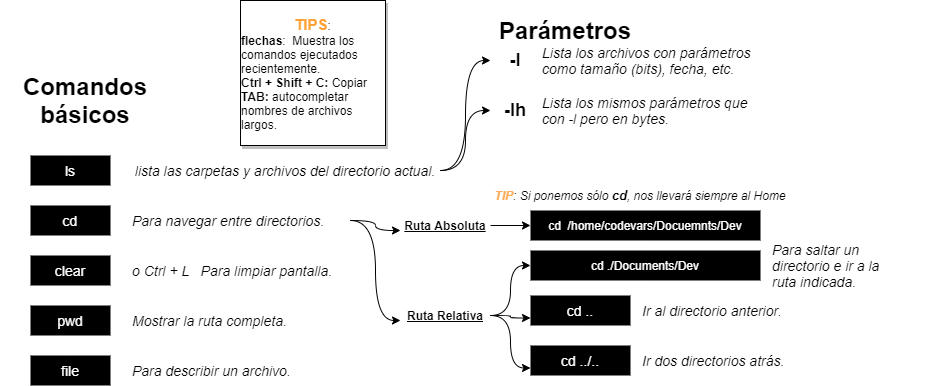 TIPS:
flechas: Muestra los
comandos ejecutados
recientemente.
Ctrl + Shift + C: Copiar
TAB: autocompletar
nombres de archivos
largos.
Parámetros
-l
Lista los archivos con parámetros
como tamaño (bits), fecha, etc.
-lh
Lista los mismos parámetros que
con -l pero en bytes.
Comandos
básicos
ls
lista las carpetas y archivos del directorio actual.
TIP: Si ponemos sólo cd, nos llevará siempre al Home
cd
Para navegar entre directorios.
Ruta Absoluta
cd /home/codevars/Docuemnts/Dev
clear
o Ctrl + L Para limpiar pantalla.
cd ./Documents/Dev
Para saltar un
directorio e ir a la
ruta indicada.
pwd
Mostrar la ruta completa.
Ruta Relativa
cd ..
Ir al directorio anterior.
file
Para describir un archivo.
cd ../..
Ir dos directorios atrás.